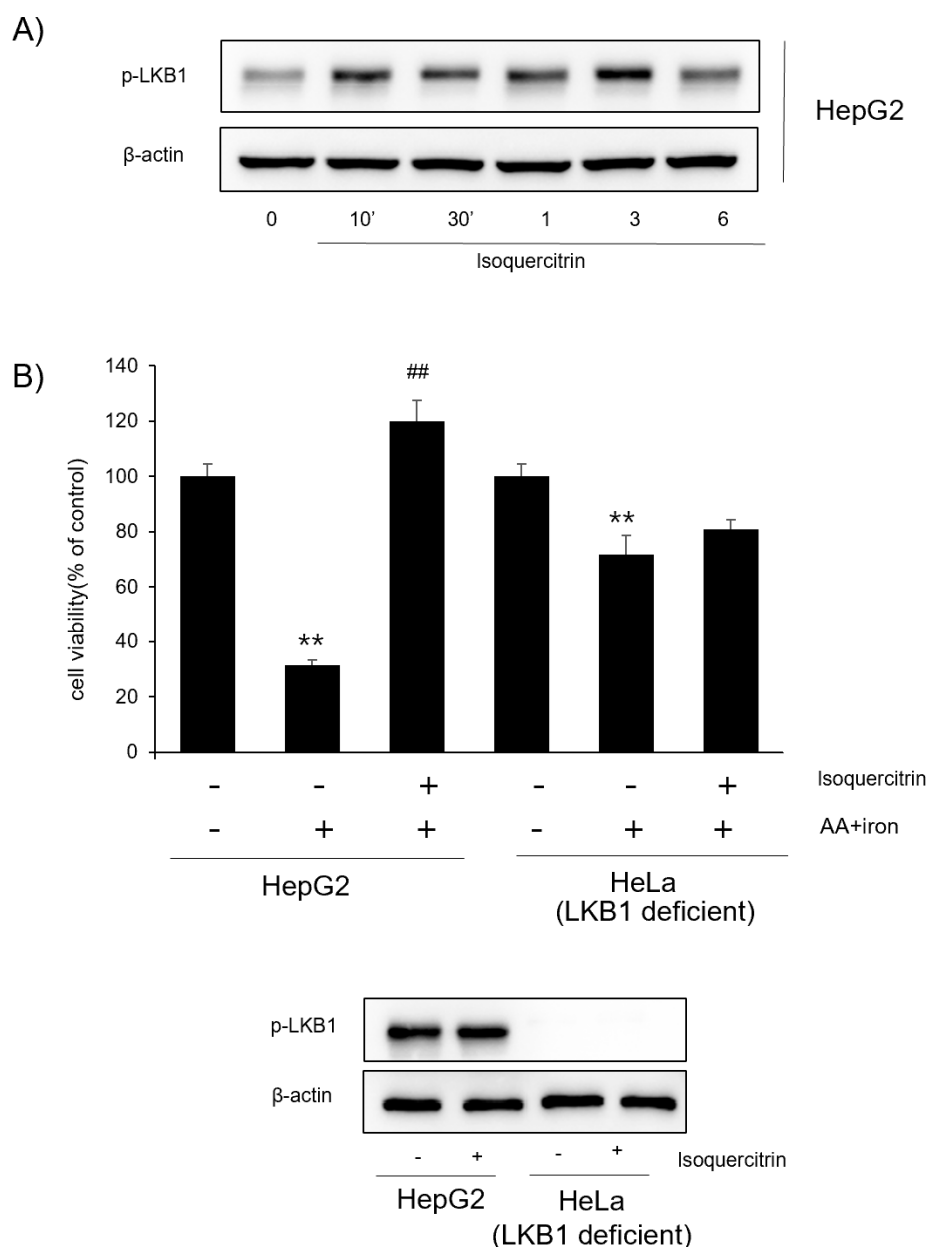 A)
p-LKB1
β-actin
HepG2
0 10’ 30’ 1 3 6
Isoquercitrin
B)
cell viability(% of control)
140
120
100
80
60
40
20
0
** ## **
- - + - - + Isoquercitrin
- + + - + + AA+iron
HepG2 HeLa
(LKB1 deficient)
p-LKB1
β-actin
- + - + Isoquercitrin
HepG2 HeLa
(LKB1 deficient)